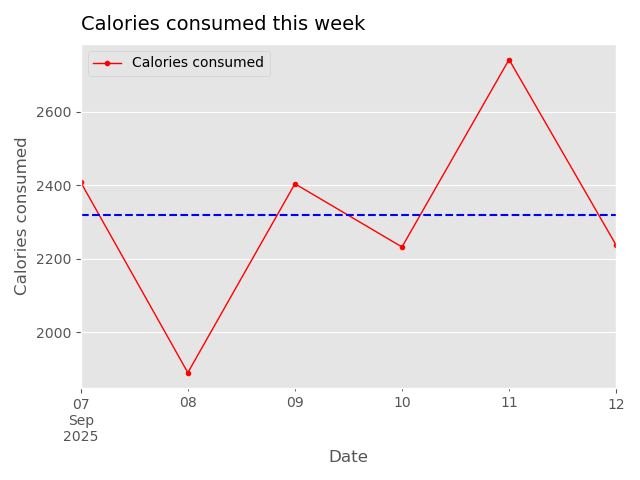 Calories consumed this week
Calories consumed
Calories consumed
2600
2400
2200
2000
07 08 09 10 11 12
Sep
2025
Date